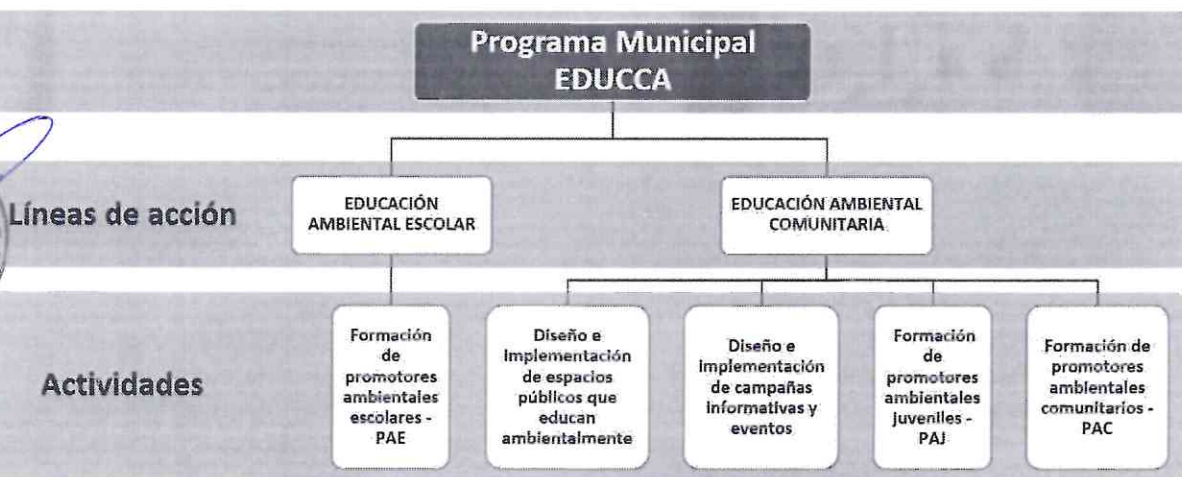 Programa Municipal
EDUCCA
Líneas de acción
EDUCACIÓN
AMBIENTAL ESCOLAR
EDUCACIÓN AMBIENTAL
COMUNITARIA
Actividades
Formación
de
promotores
ambientales
escolares -
PAE
Diseño e
Implementación
de espacios
públicos que
educan
ambientalmente
Diseño e
Implementación
de campañas
informativas y
eventos
Formación
de
promotores
ambientales
juveniles -
PAJ
Formación de
promotores
ambientales
comunitarios -
PAC